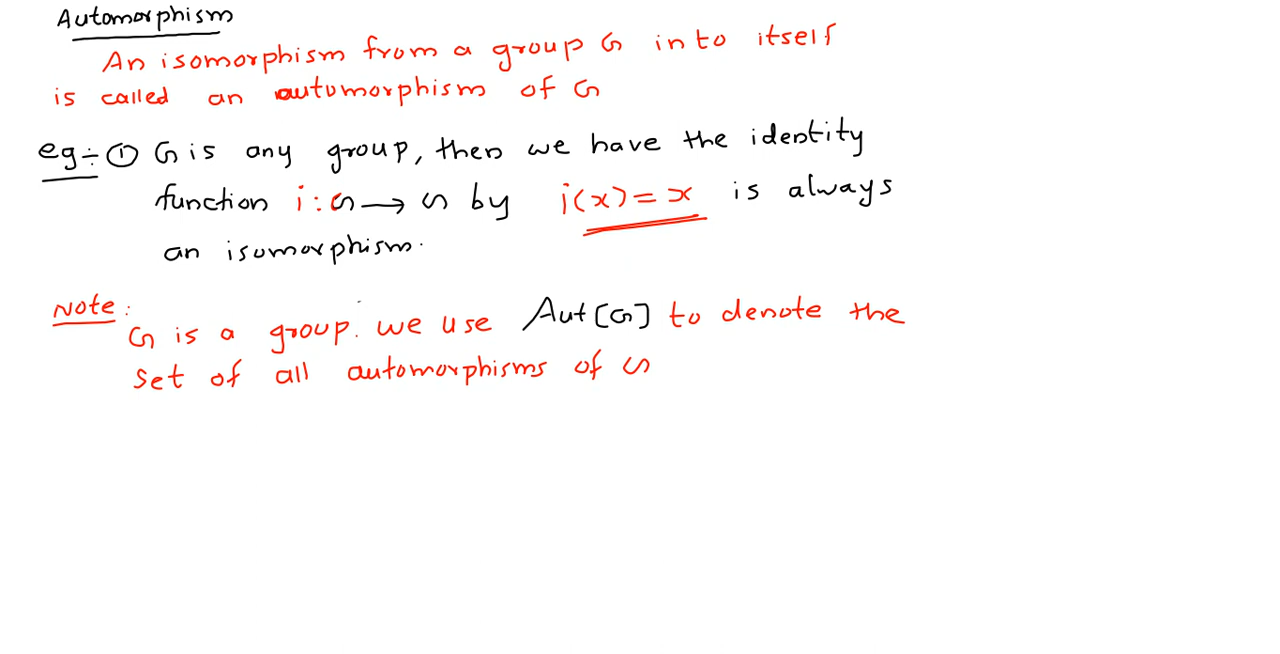 Automorphism
An isomorphism from a group G into itself
is called an automorphism of G
eg:- ① G is any group, then we have the identity
function i : G → G by i(x) = x is always
an isomorphism.
Note:
G is a group. we use Aut[G] to denote the
set of all automorphisms of G